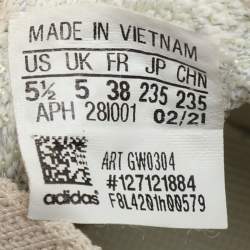 MADE IN VIETNAM
US UK FR JP CHN
5½ 5 38 235 235
APH 28I001 02/21
ART GW0304
#127121884
F8L4201h00579
adidas